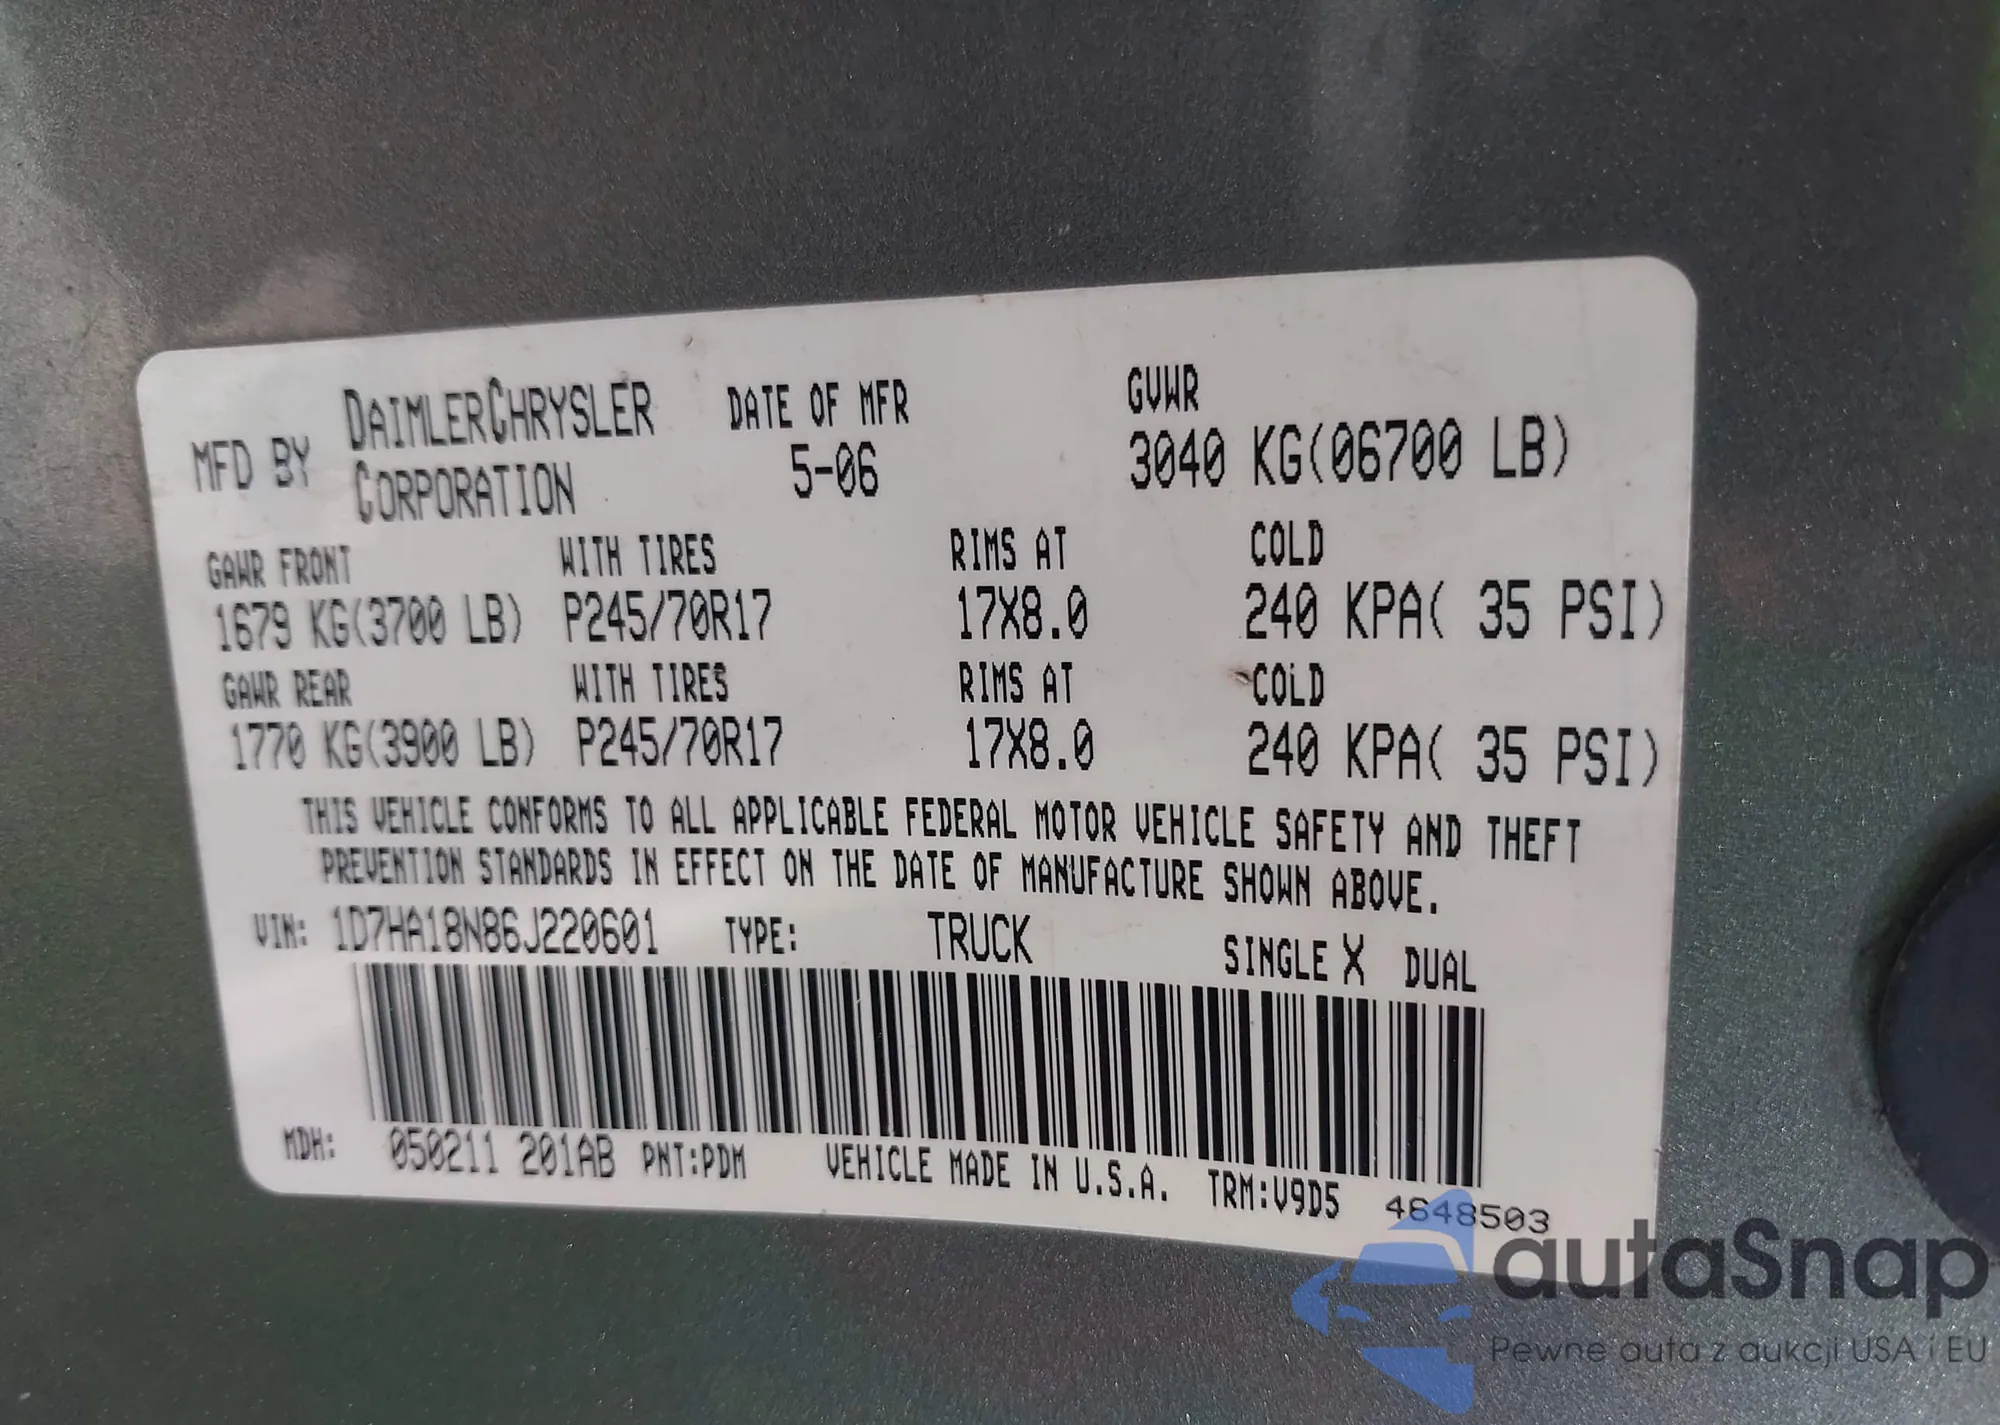 MFD BY DAIMLERCHRYSLER CORPORATION DATE OF MFR 5-06 GVWR 3040 KG(06700 LB)
GAWR FRONT WITH TIRES RIMS AT COLD
1679 KG(3700 LB) P245/70R17 17X8.0 240 KPA( 35 PSI)
GAWR REAR WITH TIRES RIMS AT COLD
1770 KG(3900 LB) P245/70R17 17X8.0 240 KPA( 35 PSI)
THIS VEHICLE CONFORMS TO ALL APPLICABLE FEDERAL MOTOR VEHICLE SAFETY AND THEFT
PREVENTION STANDARDS IN EFFECT ON THE DATE OF MANUFACTURE SHOWN ABOVE.
VIN: 1D7HA18N86J220601 TYPE: TRUCK SINGLE X DUAL
MDH: 050211 201AB PNT:PDM VEHICLE MADE IN U.S.A. TRM:V9D5 4648503
autaSnap
Pewne auta z aukcji USA i EU